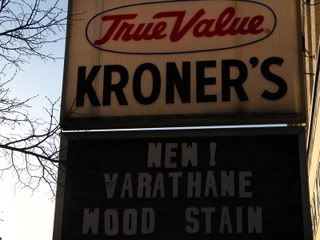 True Value
KRONER'S
NEW!
VARATHANE
WOOD STAIN